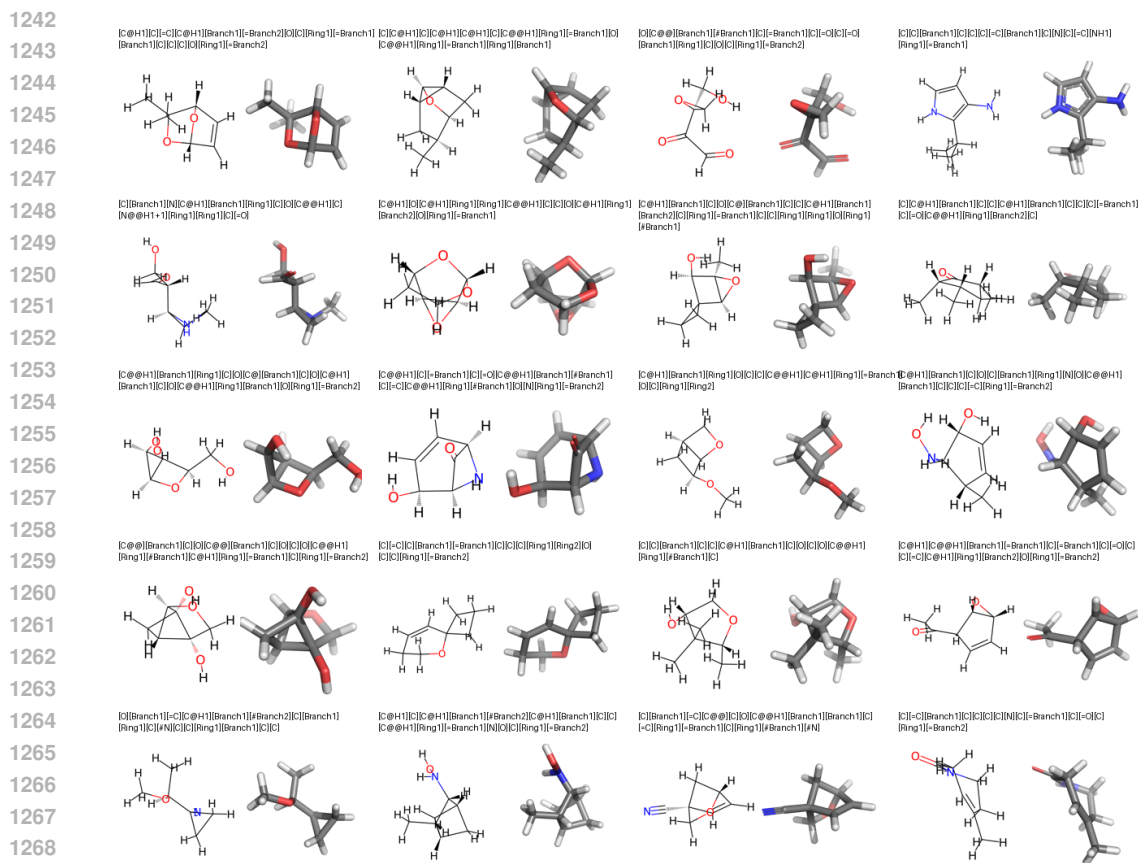 1242
1243
1244
1245
1246
1247
1248
1249
1250
1251
1252
1253
1254
1255
1256
1257
1258
1259
1260
1261
1262
1263
1264
1265
1266
1267
1268
[C@H1][C][=C][C@H1][Branch1][=Branch2][O][C][Ring1][=Branch1]
[Branch1][C][C][C][O][Ring1][=Branch2]
[C][C@H1][C][C@H1][C@H1][C][C@@H1][Ring1][=Branch1][O]
[C@@H1][Ring1][=Branch1][Ring1][Branch1]
[O][C@@][Branch1][#Branch1][C][=Branch1][C][=O][C][=O]
[Branch1][Ring1][C][O][C][Ring1][=Branch2]
[C][C][Branch1][C][C][C][=C][Branch1][C][N][C][=C][NH1]
[Ring1][=Branch1]
[C][Branch1][N][C@H1][Branch1][Ring1][C][O][C@@H1][C]
[N@@H1+1][Ring1][Ring1][C][=O]
[C@H1][O][C@H1][Ring1][Ring1][C@@H1][C][C][O][C@H1][Ring1]
[Branch2][O][Ring1][=Branch1]
[C@H1][Branch1][C][O][C@][Branch1][C][C][C@H1][Branch1]
[Branch2][C][Ring1][=Branch1][C][C][Ring1][Ring1][O][Ring1]
[#Branch1]
[C][C@H1][Branch1][C][C][C@H1][Branch1][C][C][C][=Branch1]
[C][=O][C@@H1][Ring1][Branch2][C]
[C@@H1][Branch1][Ring1][C][O][C@][Branch1][C][O][C@H1]
[Branch1][C][O][C@@H1][Ring1][Branch1][O][Ring1][=Branch2]
[C@@H1][C][=Branch1][C][=O][C@@H1][Branch1][#Branch1]
[C][=C][C@@H1][Ring1][#Branch1][O][N][Ring1][=Branch2]
[C@H1][Branch1][Ring1][O][C][C][C@@H1][C@H1][Ring1][=Branch1]
[O][C][Ring1][Ring2]
[C@H1][Branch1][C][O][C][Branch1][Ring1][N][O][C@@H1]
[Branch1][C][C][C][=C][Ring1][=Branch2]
[C@@][Branch1][C][O][C@@][Branch1][C][O][C][O][C@@H1]
[Ring1][#Branch1][C@H1][Ring1][=Branch1][C][Ring1][=Branch2]
[C][=C][C][Branch1][=Branch1][C][C][C][Ring1][Ring2][O]
[C][C][Ring1][=Branch2]
[C][C][Branch1][C][C][C@H1][Branch1][C][O][C][O][C@@H1]
[Ring1][#Branch1][C]
[C@H1][C@@H1][Branch1][=Branch1][C][=Branch1][C][=O][C]
[C][=C][C@H1][Ring1][Branch2][O][Ring1][=Branch2]
[O][Branch1][=C][C@H1][Branch1][#Branch2][C][Branch1]
[Ring1][C][#N][C][C][Ring1][Branch1][C][C]
[C@H1][C][C@H1][Branch1][#Branch2][C@H1][Branch1][C][C]
[C@@H1][Ring1][=Branch1][N][O][C][Ring1][=Branch2]
[C][Branch1][=C][C@@][C][O][C@@H1][Branch1][Branch1][C]
[=C][Ring1][=Branch1][C][Ring1][#Branch1][#N]
[C][=C][Branch1][C][C][C][C][N][C][=Branch1][C][=O][C]
[Ring1][=Branch2]